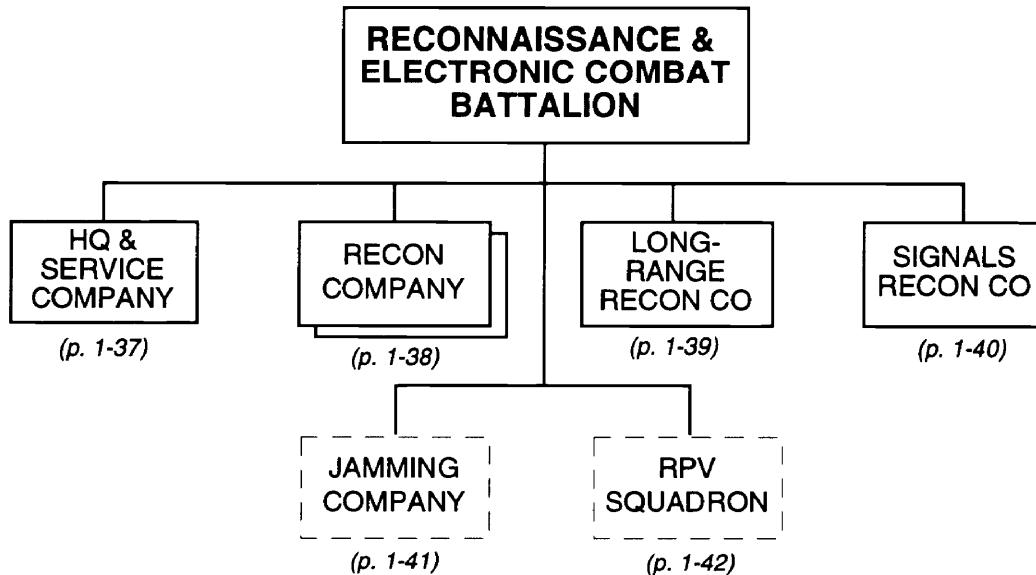 RECONNAISSANCE &
ELECTRONIC COMBAT
BATTALION
HQ &
SERVICE
COMPANY
(p. 1-37)
RECON
COMPANY
(p. 1-38)
LONG-
RANGE
RECON CO
(p. 1-39)
SIGNALS
RECON CO
(p. 1-40)
JAMMING
COMPANY
(p. 1-41)
RPV
SQUADRON
(p. 1-42)